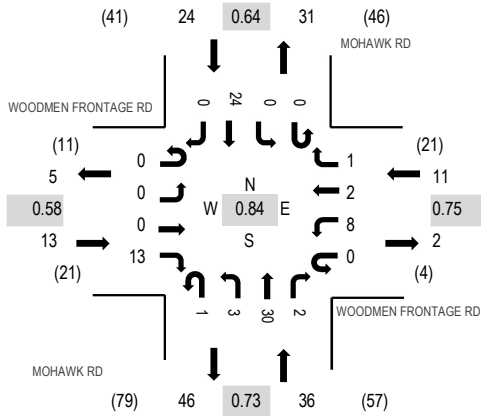 (41) 24 0.64 31 (46)
MOHAWK RD
0 24 0 0
WOODMEN FRONTAGE RD
(11) (21)
0 1
5 11
0 N 2
0.58 W 0.84 E 0.75
0 S 8
13 2
13 0
(21) (4)
1 3 30 2
WOODMEN FRONTAGE RD
MOHAWK RD
(79) 46 0.73 36 (57)